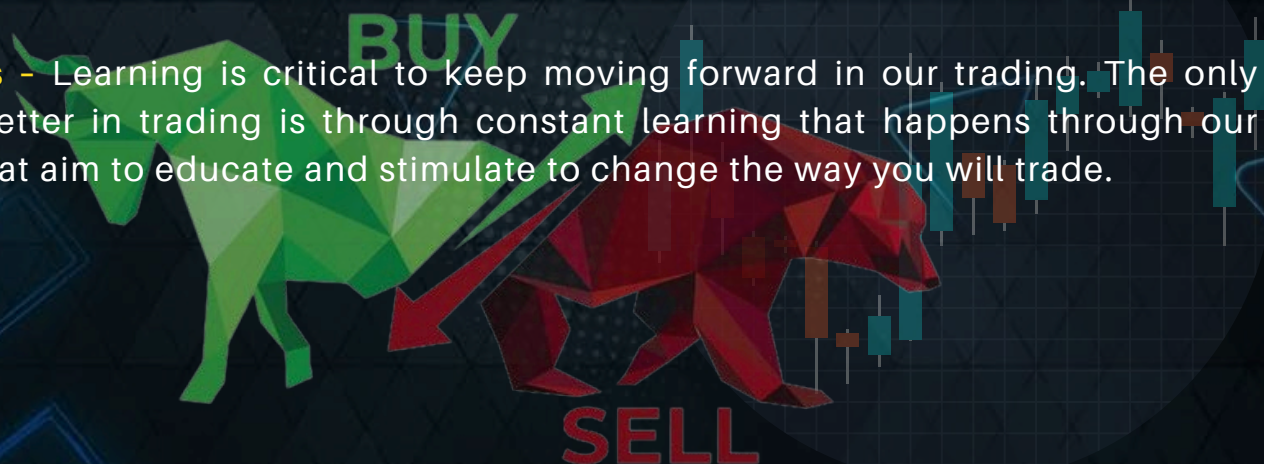 BUY
s – Learning is critical to keep moving forward in our trading. The only
etter in trading is through constant learning that happens through our
at aim to educate and stimulate to change the way you will trade.
SELL